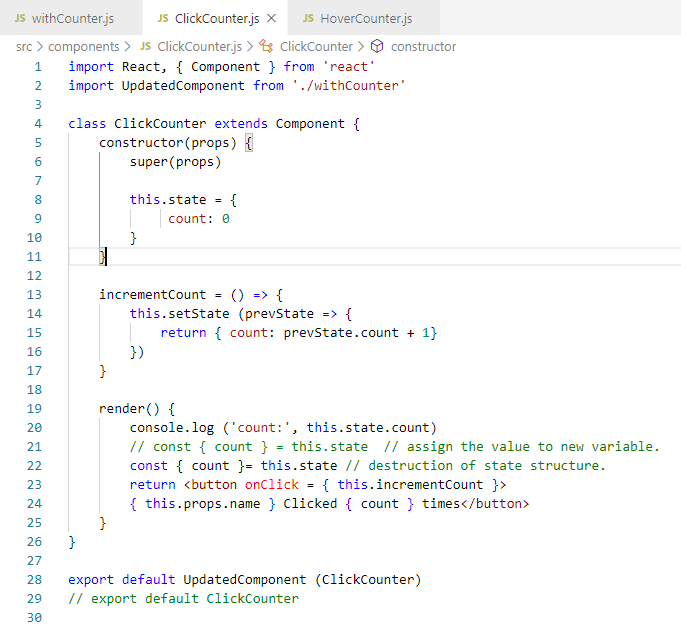 JS withCounter.js JS ClickCounter.js × JS HoverCounter.js
src > components > JS ClickCounter.js > ClickCounter > constructor
1 import React, { Component } from 'react'
2 import UpdatedComponent from './withCounter'
3
4 class ClickCounter extends Component {
5     constructor(props) {
6         super(props)
7
8         this.state = {
9             count: 0
10         }
11     }
12
13     incrementCount = () => {
14         this.setState (prevState => {
15             return { count: prevState.count + 1}
16         })
17     }
18
19     render() {
20         console.log ('count:', this.state.count)
21         // const { count } = this.state  // assign the value to new variable.
22         const { count }= this.state // destruction of state structure.
23         return <button onClick = { this.incrementCount }>
24         { this.props.name } Clicked { count } times</button>
25     }
26 }
27
28 export default UpdatedComponent (ClickCounter)
29 // export default ClickCounter
30